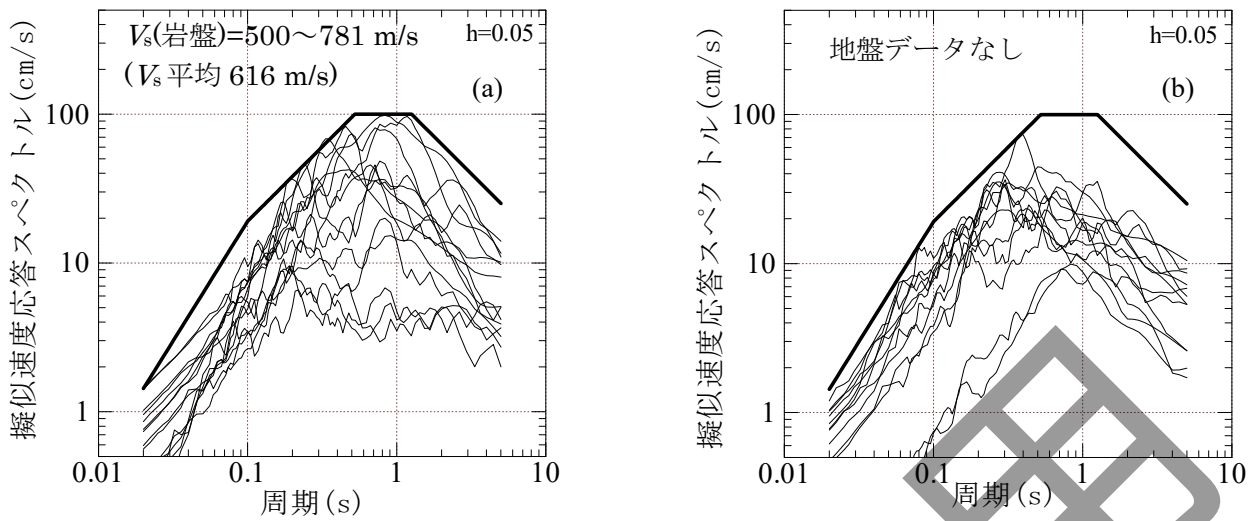 擬似速度応答スペクトル(cm/s)
Vs(岩盤)=500～781 m/s
(Vs 平均 616 m/s)
h=0.05
(a)
100
10
1
0.01
0.1
1
10
周期(s)
擬似速度応答スペクトル(cm/s)
地盤データなし
h=0.05
(b)
100
10
1
0.01
0.1
1
10
周期(s)